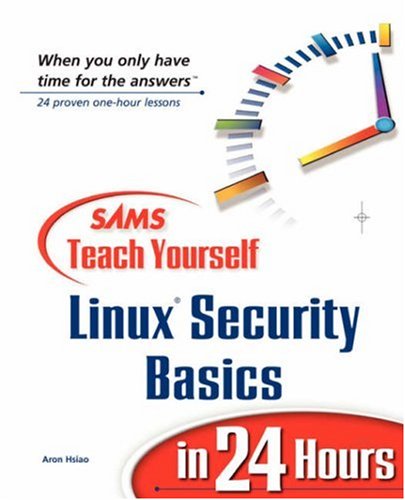 When you only have
time for the answers™
24 proven one-hour lessons
SAMS
Teach Yourself
Linux® Security
Basics
Aron Hsiao
in 24 Hours